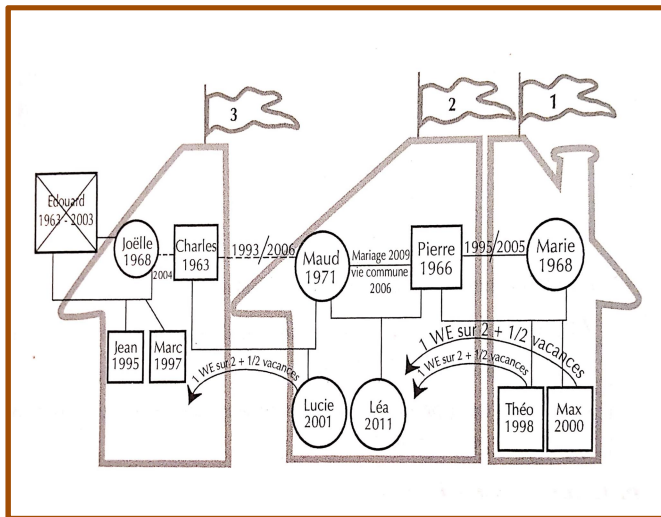 3
2
1
Édouard
1963 - 2003
Joëlle
1968
2004
Charles
1963
1993/2006
Maud
1971
Mariage 2009
vie commune
2006
Pierre
1966
1995/2005
Marie
1968
Jean
1995
Marc
1997
1 WE sur 2 + 1/2 vacances
Lucie
2001
Léa
2011
1 WE sur 2 + 1/2 vacances
1 WE sur 2 + 1/2 vacances
Théo
1998
Max
2000